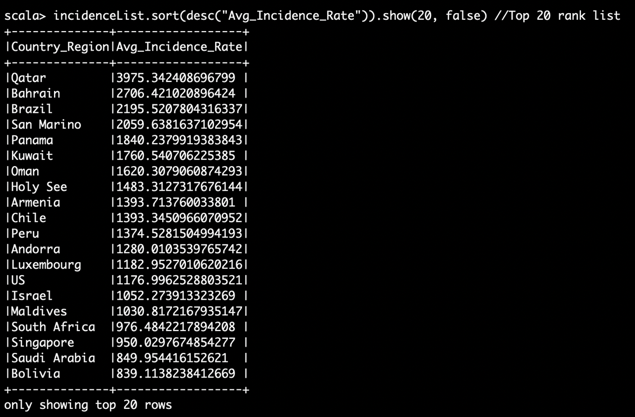 scala> incidenceList.sort(desc("Avg_Incidence_Rate")).show(20, false) //Top 20 rank list
+--------------+------------------+
|Country_Region|Avg_Incidence_Rate|
+--------------+------------------+
|Qatar         |3975.342408696799 |
|Bahrain       |2706.421020896424 |
|Brazil        |2195.5207804316337|
|San Marino    |2059.6381637102954|
|Panama        |1840.2379919383843|
|Kuwait        |1760.540706225385 |
|Oman          |1620.3079060874293|
|Holy See      |1483.3127317676144|
|Armenia       |1393.713760033801 |
|Chile         |1393.3450966070952|
|Peru          |1374.5281504994193|
|Andorra       |1280.0103539765742|
|Luxembourg    |1182.9527010620216|
|US            |1176.9962528803521|
|Israel        |1052.273913323269 |
|Maldives      |1030.8172167935147|
|South Africa  |976.4842217894208 |
|Singapore     |950.0297674854277 |
|Saudi Arabia  |849.954416152621  |
|Bolivia       |839.1138238412669 |
+--------------+------------------+
only showing top 20 rows